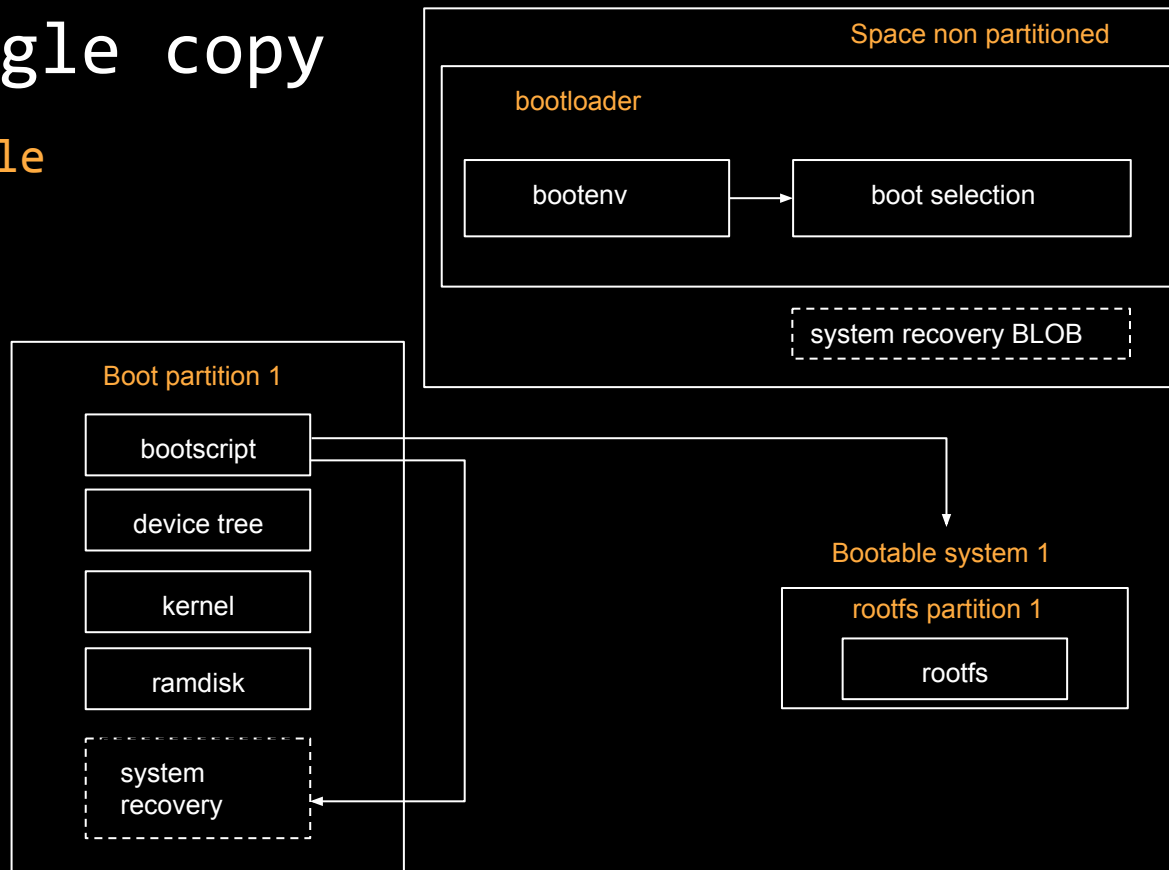 gle copy
le
Space non partitioned
bootloader
bootenv
boot selection
system recovery BLOB
Boot partition 1
bootscript
device tree
kernel
ramdisk
system
recovery
Bootable system 1
rootfs partition 1
rootfs